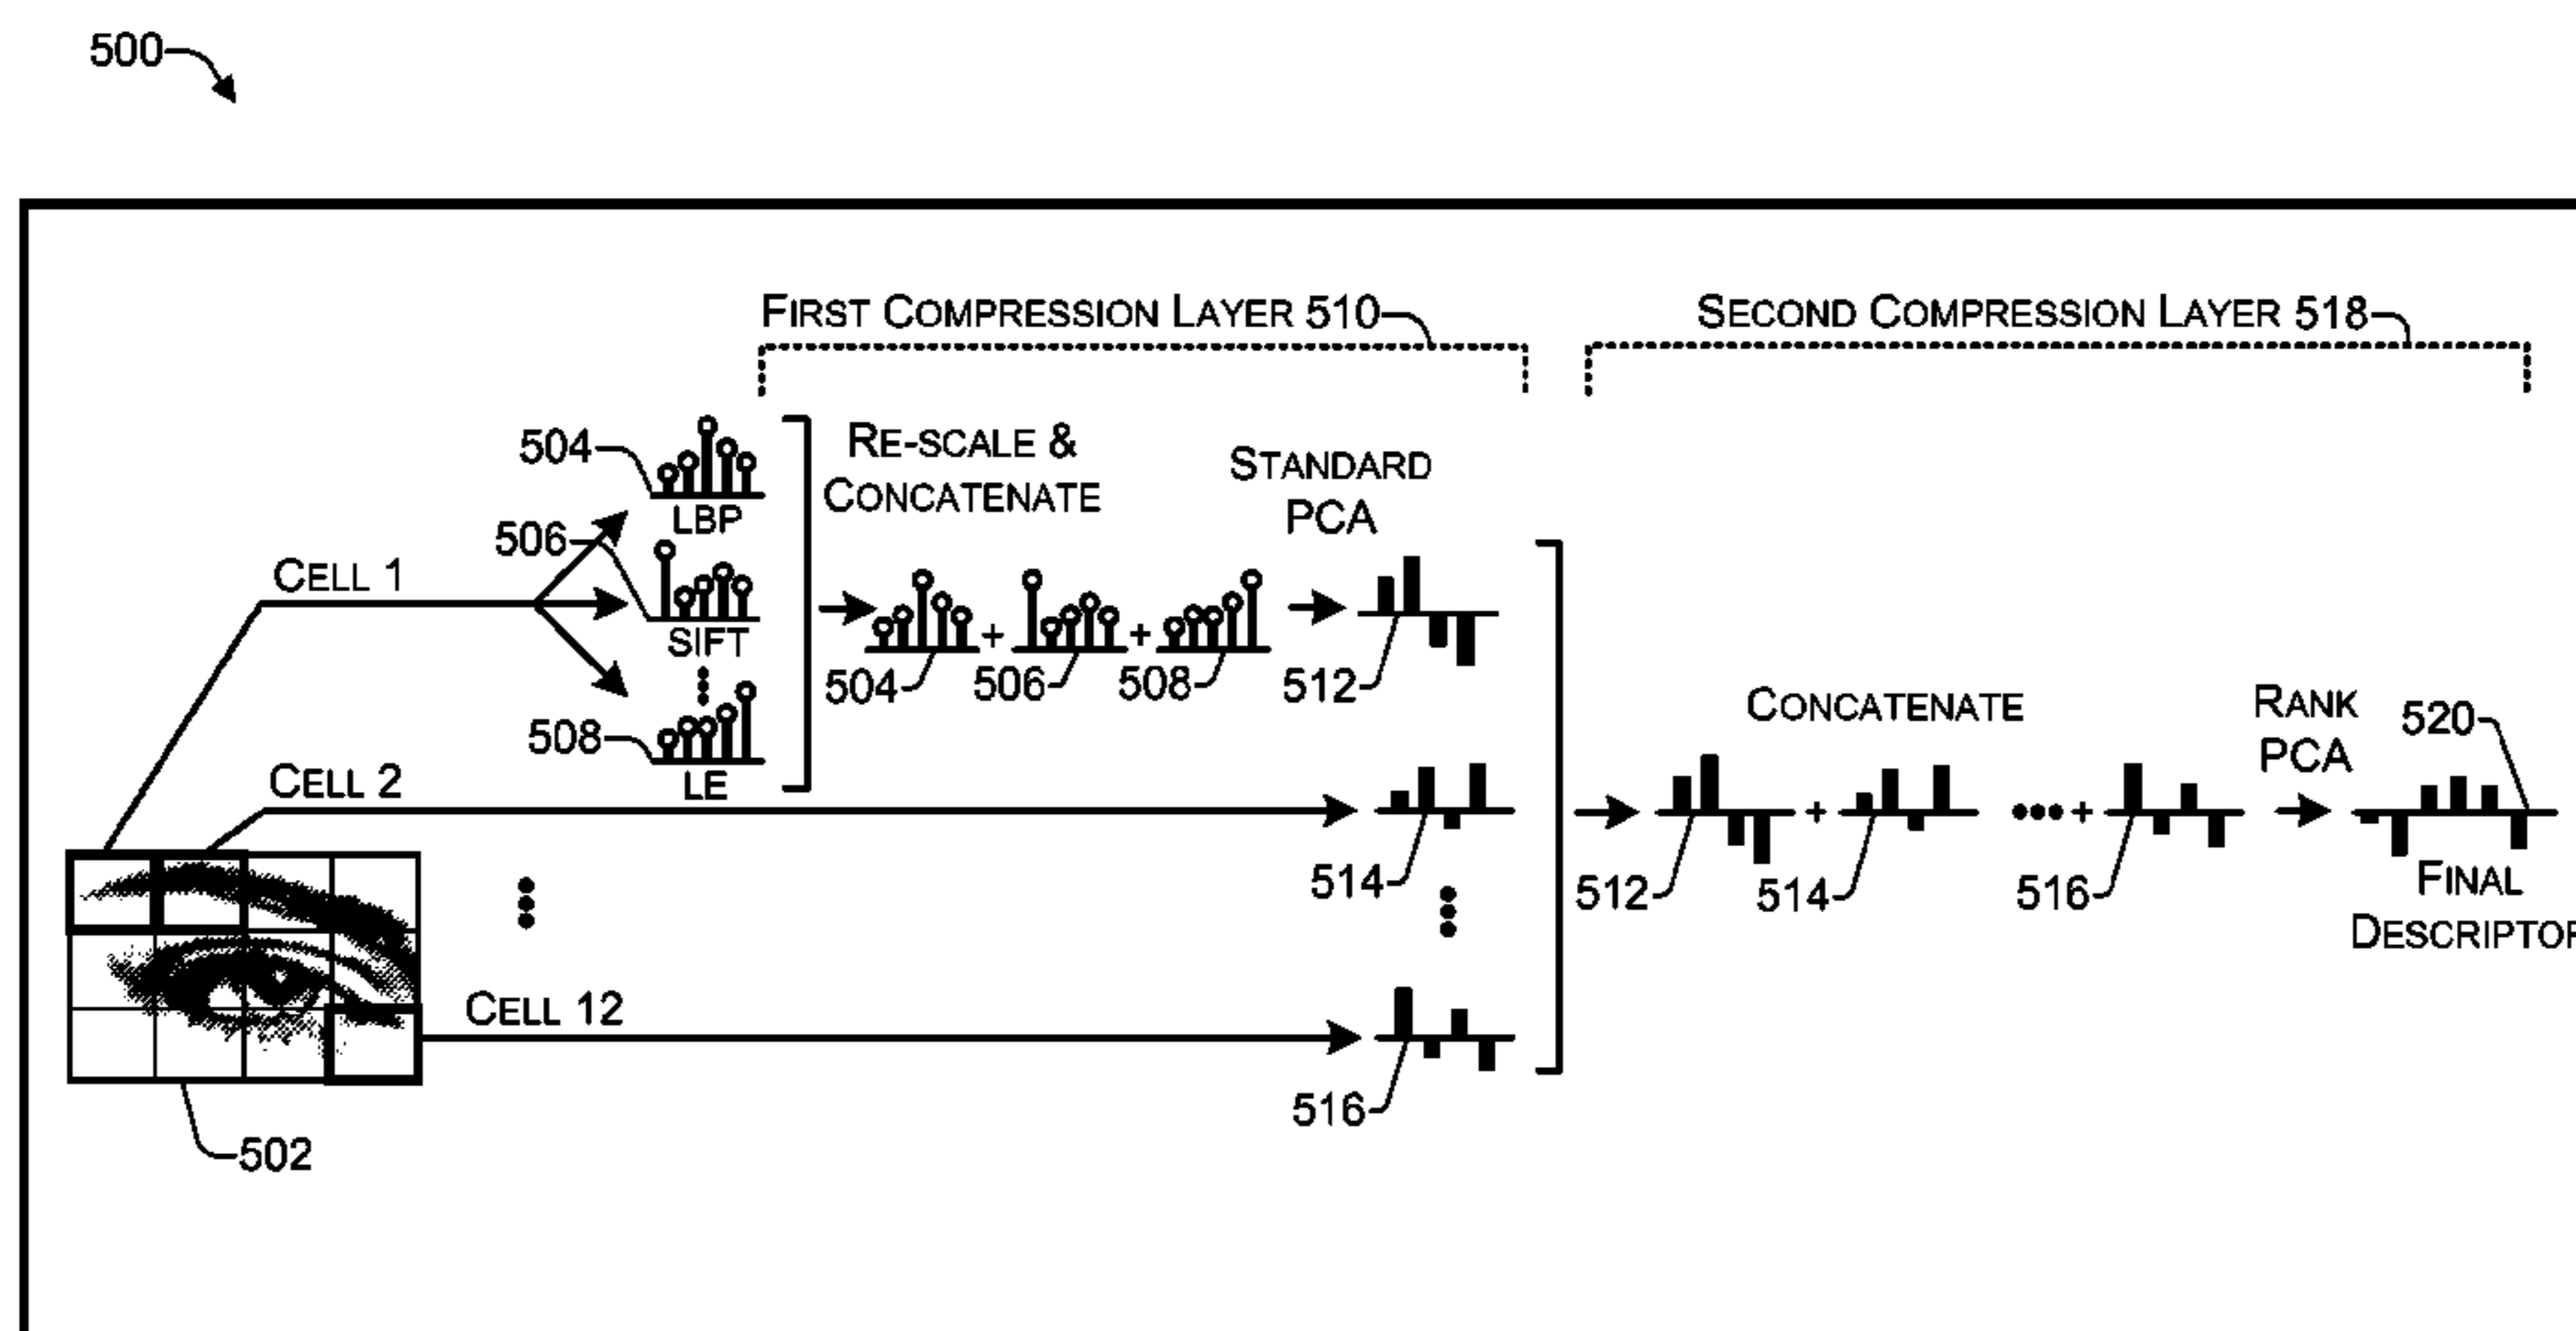 500
FIRST COMPRESSION LAYER 510
SECOND COMPRESSION LAYER 518
504
LBP
RE-SCALE &
CONCATENATE
STANDARD
PCA
506
SIFT
CELL 1
504
+
506
+
508
512
508
LE
CELL 2
514
CONCATENATE
RANK
PCA
520
512
+
514
+
516
FINAL
DESCRIPTOR
CELL 12
516
502